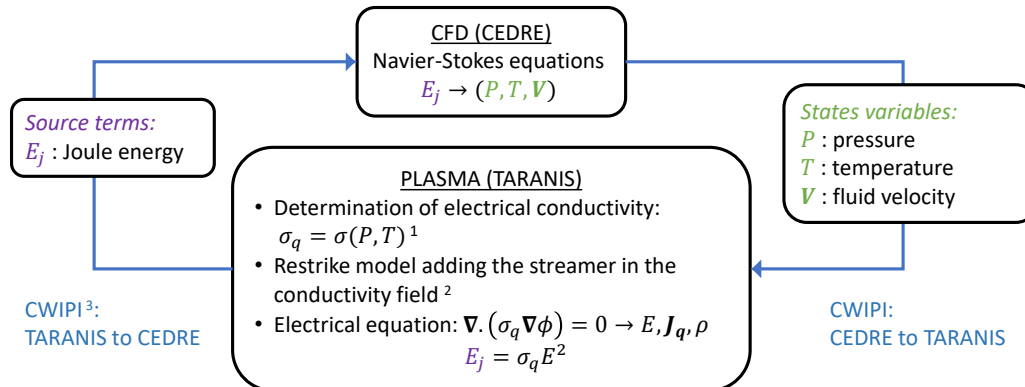 CFD (CEDRE)
Navier-Stokes equations
E_j → (P, T, V)
Source terms:
E_j : Joule energy
States variables:
P : pressure
T : temperature
V : fluid velocity
PLASMA (TARANIS)
• Determination of electrical conductivity:
σ_q = σ(P, T) ¹
• Restrike model adding the streamer in the
conductivity field ²
• Electrical equation: ∇. (σ_q ∇ϕ) = 0 → E, J_q, ρ
E_j = σ_q E²
CWIPI ³:
TARANIS to CEDRE
CWIPI:
CEDRE to TARANIS